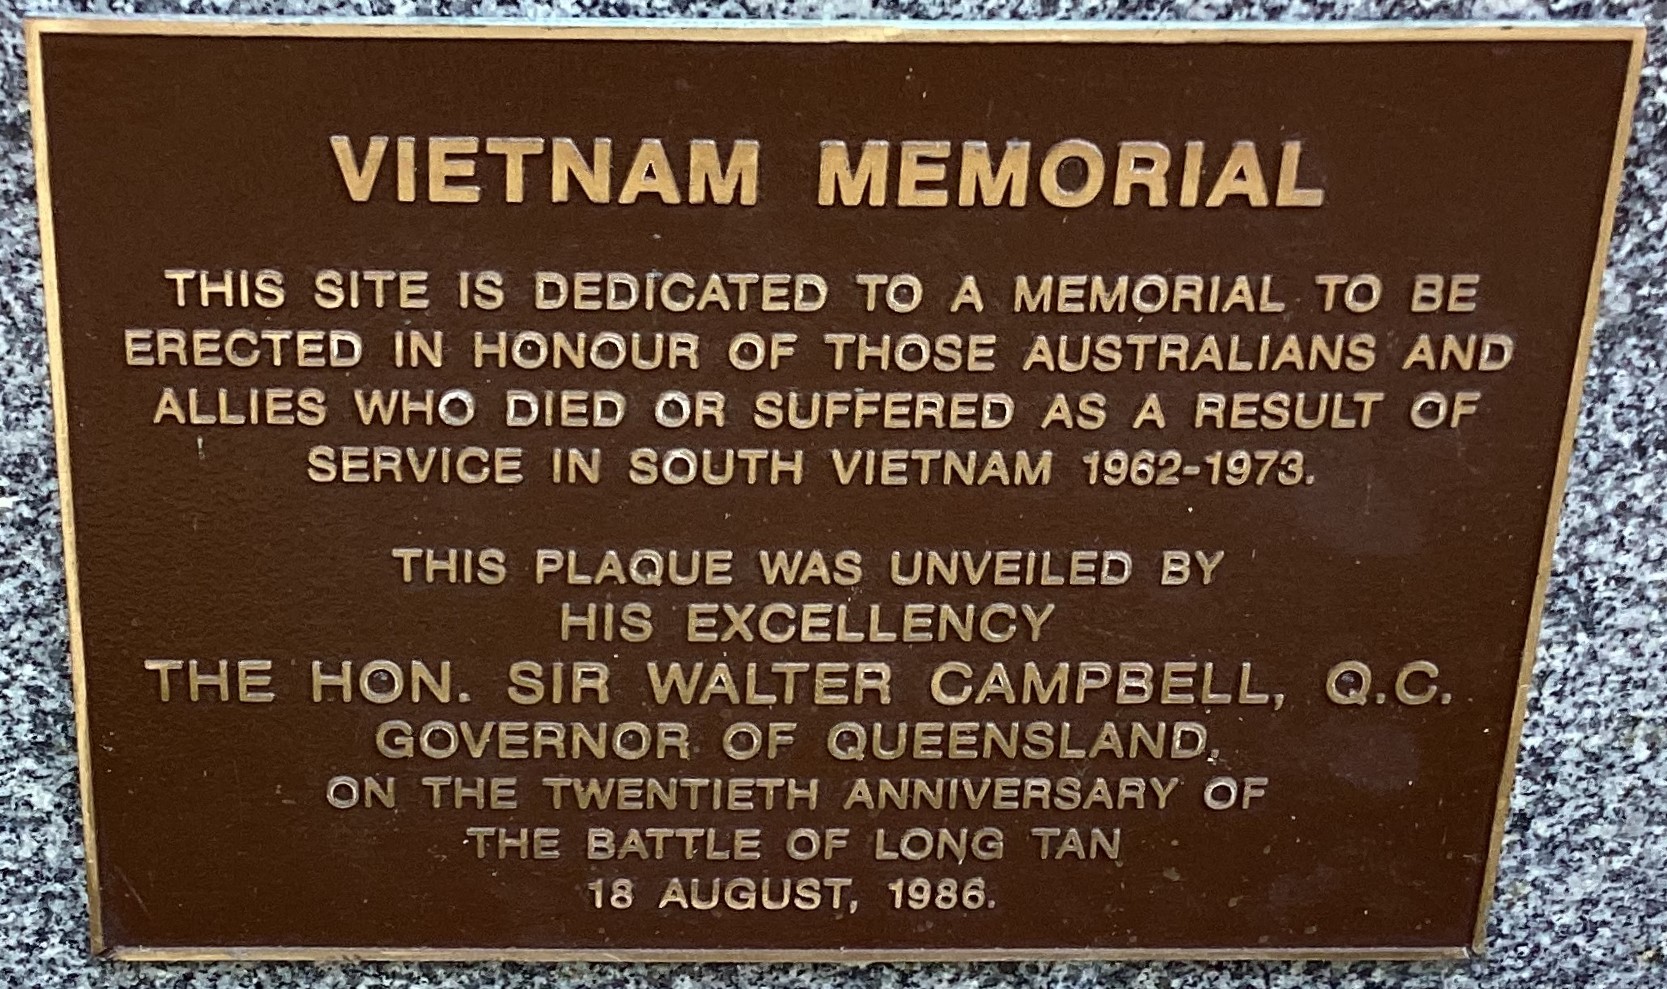 VIETNAM MEMORIAL
THIS SITE IS DEDICATED TO A MEMORIAL TO BE
ERECTED IN HONOUR OF THOSE AUSTRALIANS AND
ALLIES WHO DIED OR SUFFERED AS A RESULT OF
SERVICE IN SOUTH VIETNAM 1962-1973.
THIS PLAQUE WAS UNVEILED BY
HIS EXCELLENCY
THE HON. SIR WALTER CAMPBELL, Q.C.
GOVERNOR OF QUEENSLAND,
ON THE TWENTIETH ANNIVERSARY OF
THE BATTLE OF LONG TAN
18 AUGUST, 1986.